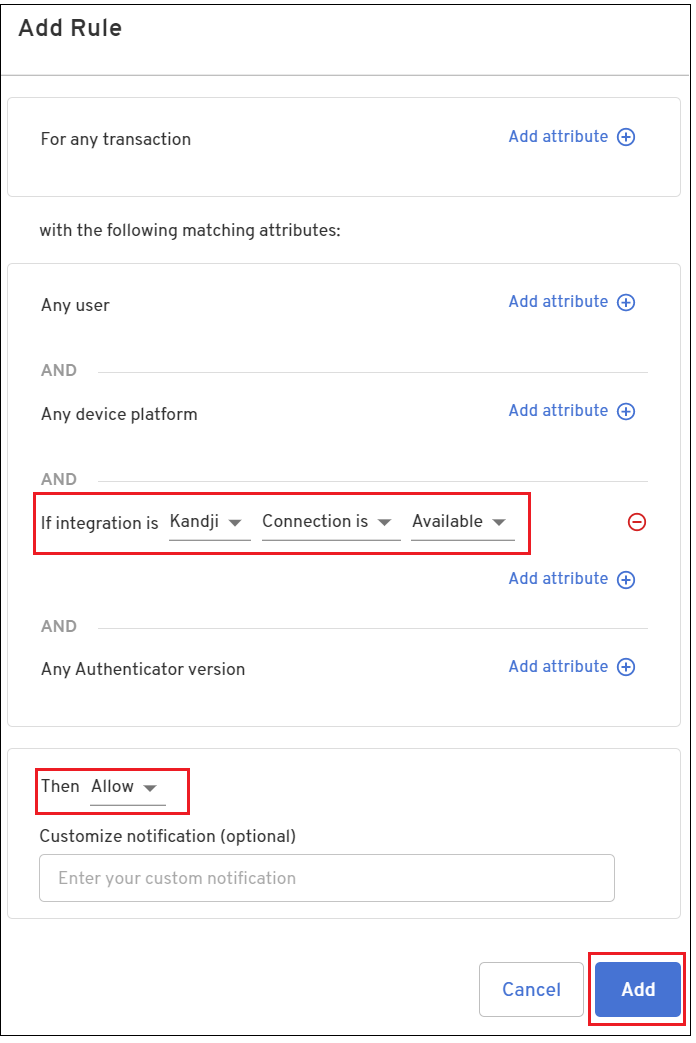 Add Rule
For any transaction Add attribute
with the following matching attributes:
Any user Add attribute
AND
Any device platform Add attribute
AND
If integration is Kandji Connection is Available
Add attribute
AND
Any Authenticator version Add attribute
Then Allow
Customize notification (optional)
Enter your custom notification
Cancel Add